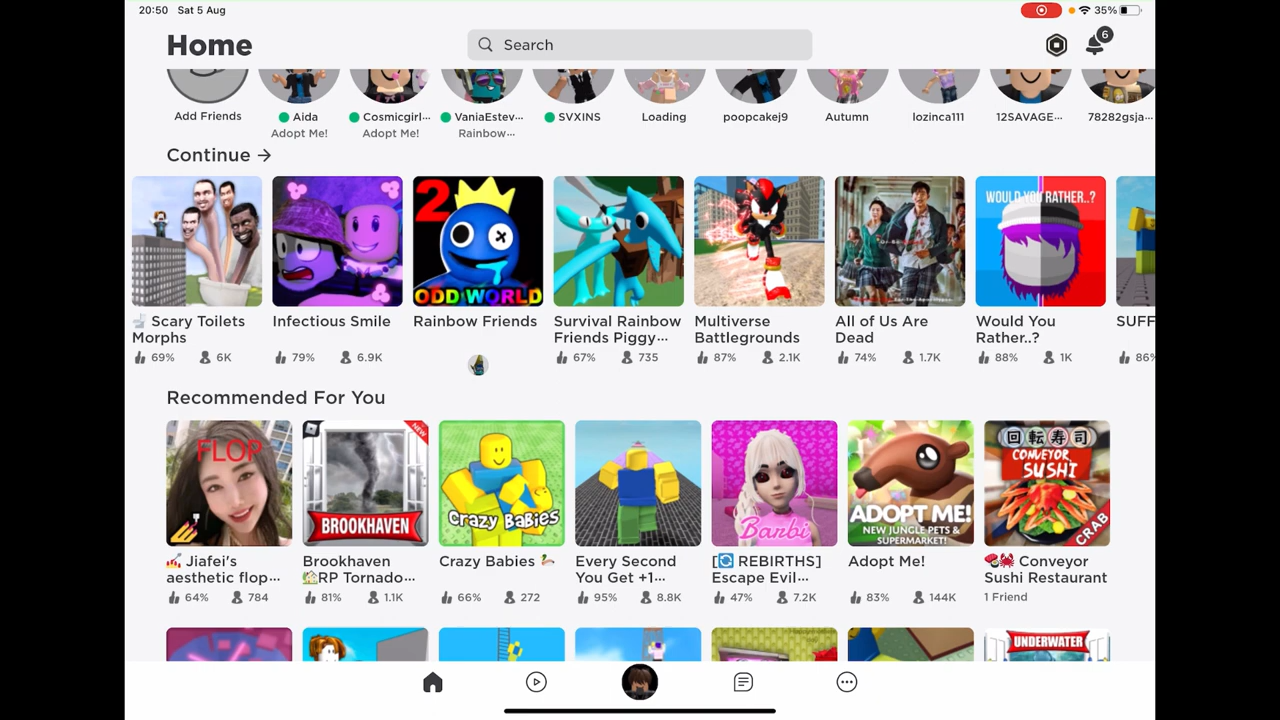 20:50 Sat 5 Aug
35%
Home
Search
6
Add Friends
Aida
Adopt Me!
Cosmicgirl...
Adopt Me!
VaniaEstev...
Rainbow...
SVXINS
Loading
poopcakej9
Autumn
lozinca111
12SAVAGE...
78282gsja...
Continue →
2
ODD WORLD
WOULD YOU RATHER..?
Scary Toilets
Morphs
69% 6K
Infectious Smile
79% 6.9K
Rainbow Friends
Survival Rainbow
Friends Piggy...
67% 735
Multiverse
Battlegrounds
87% 2.1K
All of Us Are
Dead
74% 1.7K
Would You
Rather..?
88% 1K
SUFF
86%
Recommended For You
FLOP
NEW
BROOKHAVEN
Crazy Babies
Barbi
ADOPT ME!
NEW JUNGLE PETS &
SUPERMARKET!
回転寿司
CONVEYOR
SUSHI
CRAB
Jiafei's
aesthetic flop...
64% 784
Brookhaven
RP Tornado...
81% 1.1K
Crazy Babies
66% 272
Every Second
You Get +1...
95% 8.8K
[REBIRTHS]
Escape Evil...
47% 7.2K
Adopt Me!
83% 144K
Conveyor
Sushi Restaurant
1 Friend
UNDERWATER